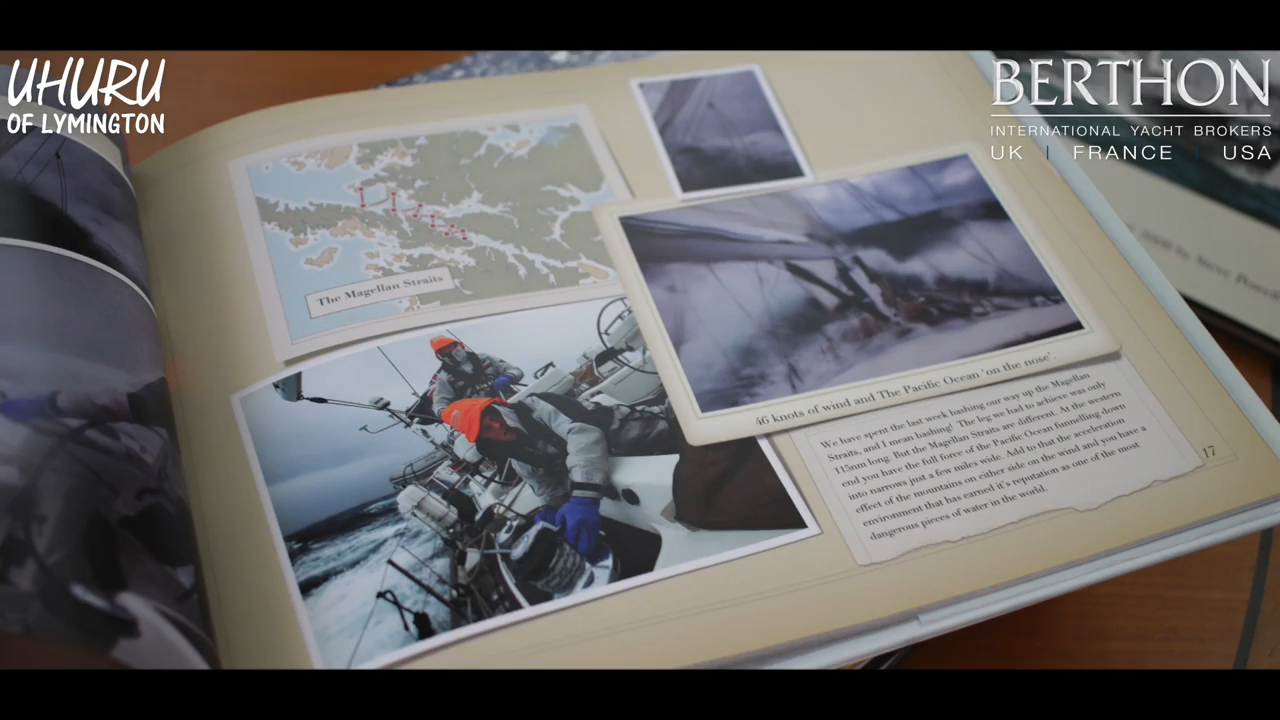 UHURU
OF LYMINGTON
BERTHON
INTERNATIONAL YACHT BROKERS
UK | FRANCE | USA
The Magellan Straits
46 knots of wind and The Pacific Ocean 'on the nose'.
We have spent the last week bashing our way up the Magellan
Straits, and I mean bashing! The leg we had to achieve was only
115nm long. But the Magellan Straits are different. At the western
end you have the full force of the Pacific Ocean funnelling down
into narrows just a few miles wide. Add to that the acceleration
effect of the mountains on either side on the wind and you have a
environment that has earned it's reputation as one of the most
dangerous pieces of water in the world.
17
by Steve